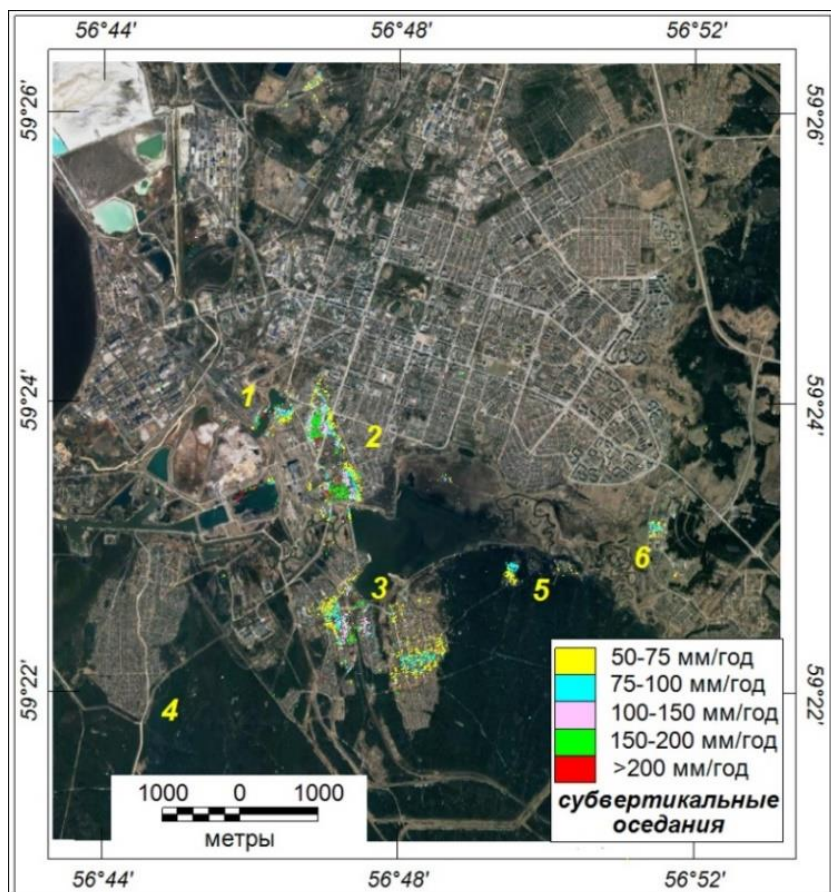 56°44' 56°48' 56°52'
59°26' 59°26'
59°24' 59°24'
1
2
3
5
6
4
59°22' 59°22'
50-75 мм/год
75-100 мм/год
100-150 мм/год
150-200 мм/год
>200 мм/год
субвертикальные
оседания
1000 0 1000
метры
56°44' 56°48' 56°52'